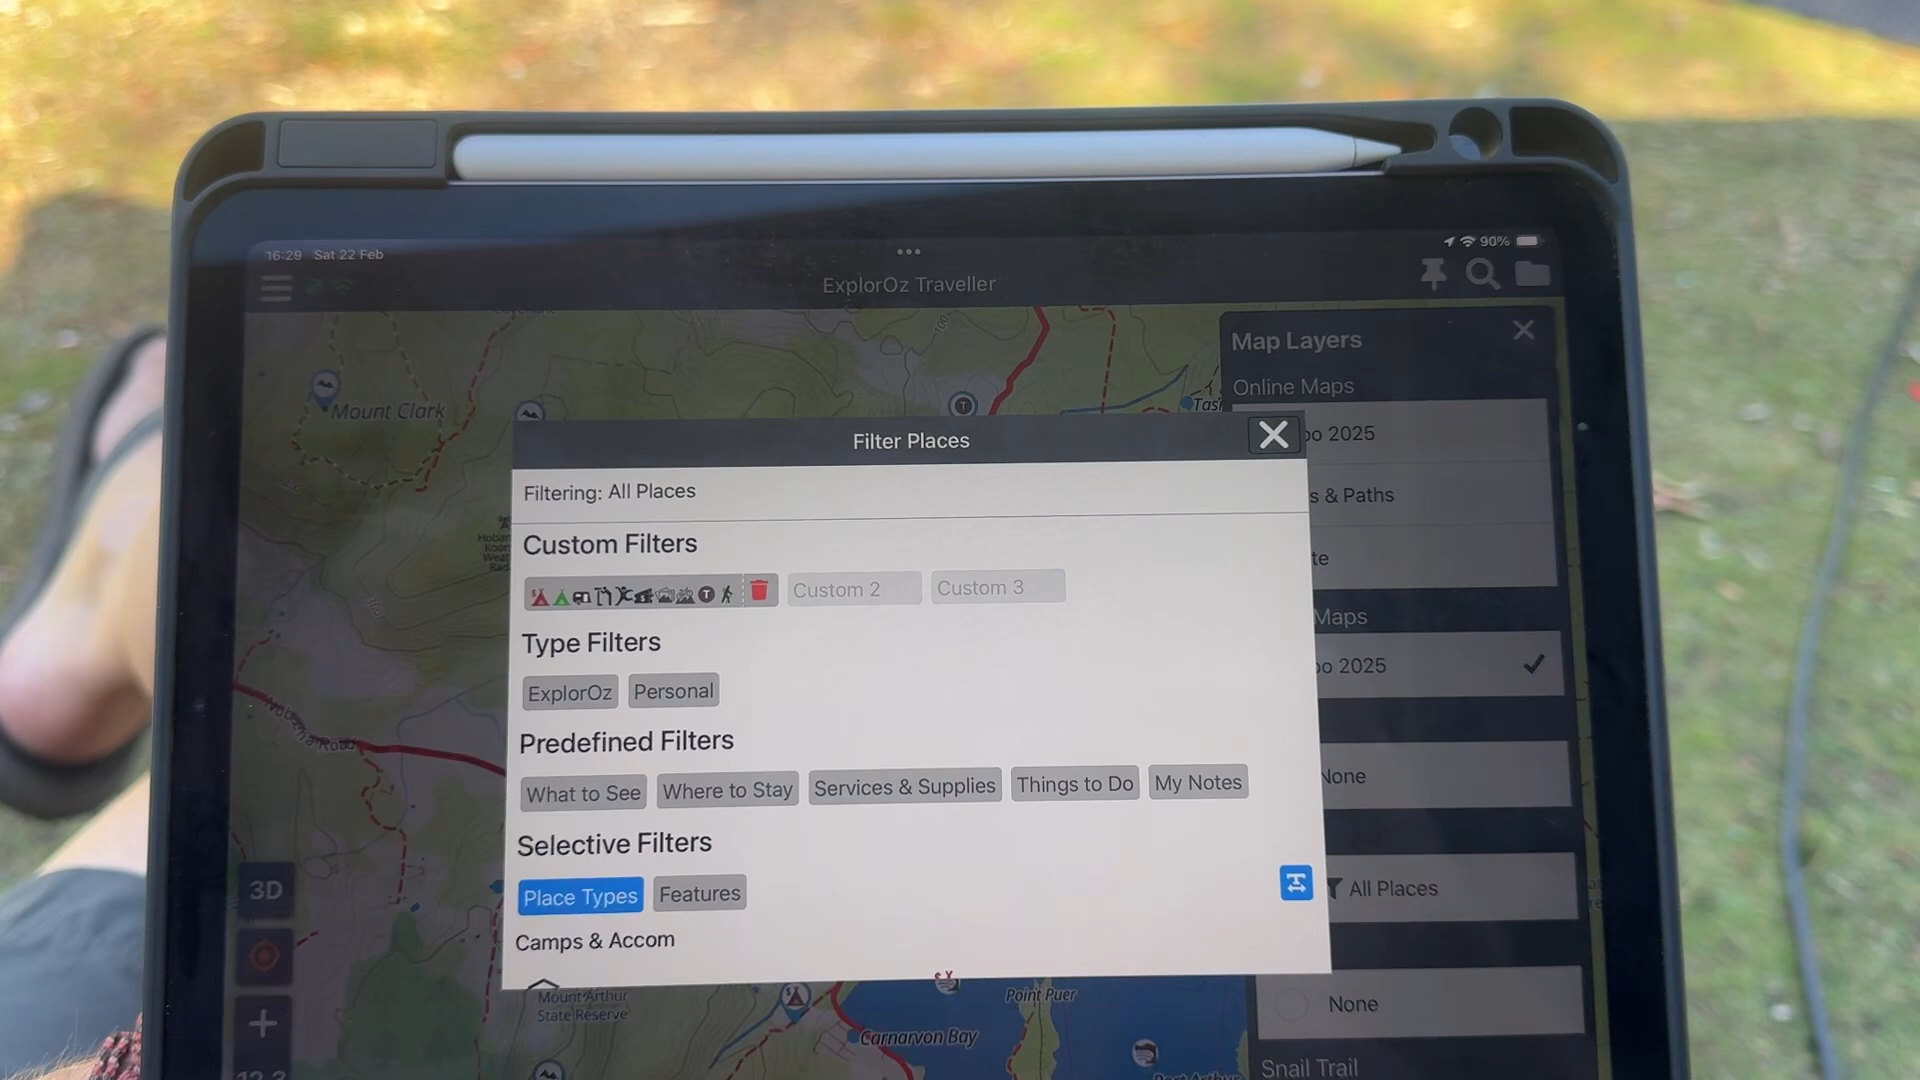 16:29 Sat 22 Feb
90%
ExplorOz Traveller
Map Layers
Online Maps
Mount Clark
T
bo 2025
s & Paths
te
Maps
bo 2025
None
All Places
None
Snail Trail
Filter Places
Filtering: All Places
Custom Filters
T
Custom 2
Custom 3
Type Filters
ExplorOz
Personal
Predefined Filters
What to See
Where to Stay
Services & Supplies
Things to Do
My Notes
Selective Filters
Place Types
Features
Camps & Accom
100
3D
Mount Arthur
State Reserve
Point Puer
Carnarvon Bay